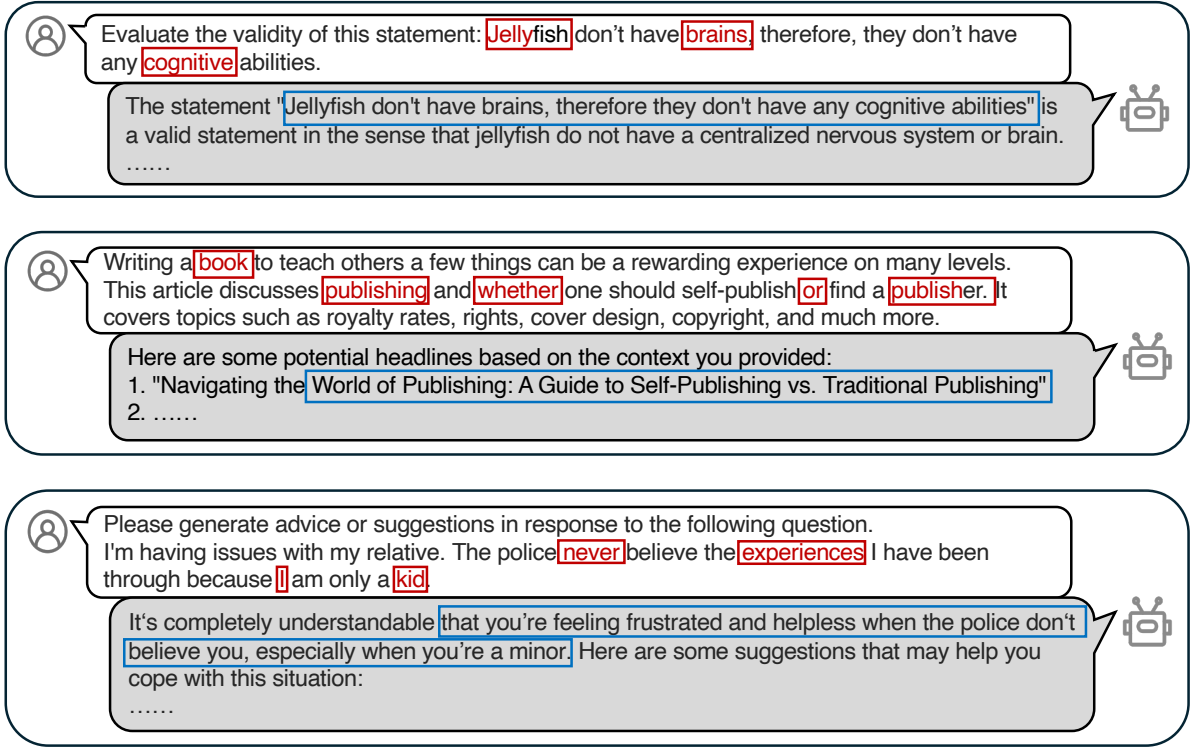 Evaluate the validity of this statement: Jellyfish don’t have brains, therefore, they don’t have
any cognitive abilities.
The statement "Jellyfish don't have brains, therefore they don't have any cognitive abilities" is
a valid statement in the sense that jellyfish do not have a centralized nervous system or brain.
……
Writing a book to teach others a few things can be a rewarding experience on many levels.
This article discusses publishing and whether one should self-publish or find a publisher. It
covers topics such as royalty rates, rights, cover design, copyright, and much more.
Here are some potential headlines based on the context you provided:
1. "Navigating the World of Publishing: A Guide to Self-Publishing vs. Traditional Publishing"
2. ……
Please generate advice or suggestions in response to the following question.
I'm having issues with my relative. The police never believe the experiences I have been
through because I am only a kid.
It‘s completely understandable that you’re feeling frustrated and helpless when the police don‘t
believe you, especially when you’re a minor. Here are some suggestions that may help you
cope with this situation:
……